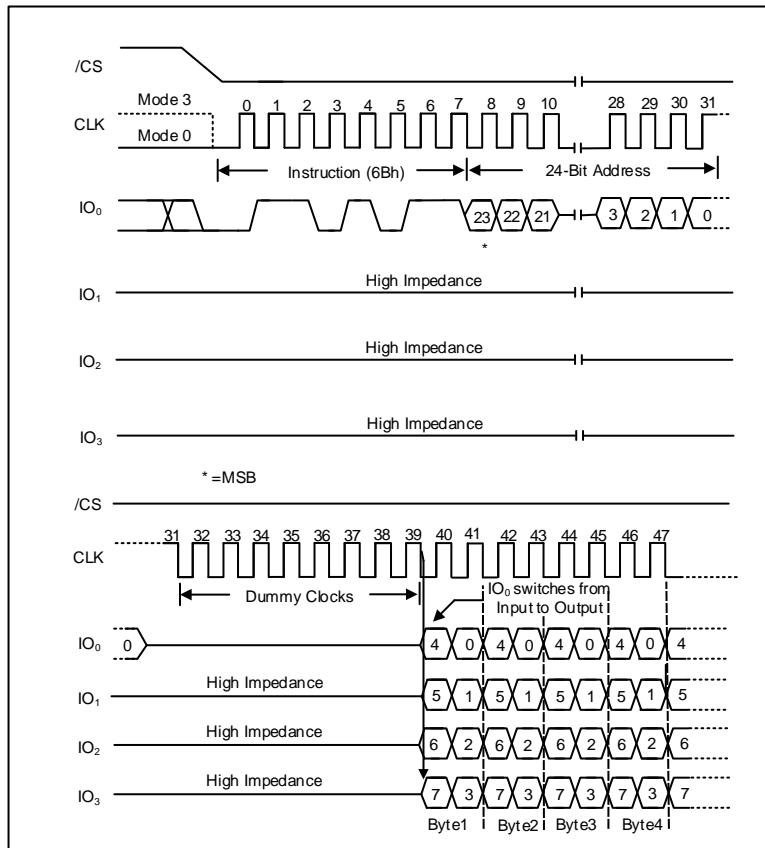 /CS
Mode 3
0 1 2 3 4 5 6 7 8 9 10 28 29 30 31
CLK
Mode 0
Instruction (6Bh) 24-Bit Address
IO₀ 23 22 21 3 2 1 0
*
High Impedance
IO₁
High Impedance
IO₂
High Impedance
IO₃
* =MSB
/CS
31 32 33 34 35 36 37 38 39 40 41 42 43 44 45 46 47
CLK
Dummy Clocks
IO₀ switches from
Input to Output
IO₀ 0 4 0 4 0 4 0 4 0 4
High Impedance
IO₁ 5 1 5 1 5 1 5 1 5
High Impedance
IO₂ 6 2 6 2 6 2 6 2 6
High Impedance
IO₃ 7 3 7 3 7 3 7 3 7
Byte1 Byte2 Byte3 Byte4